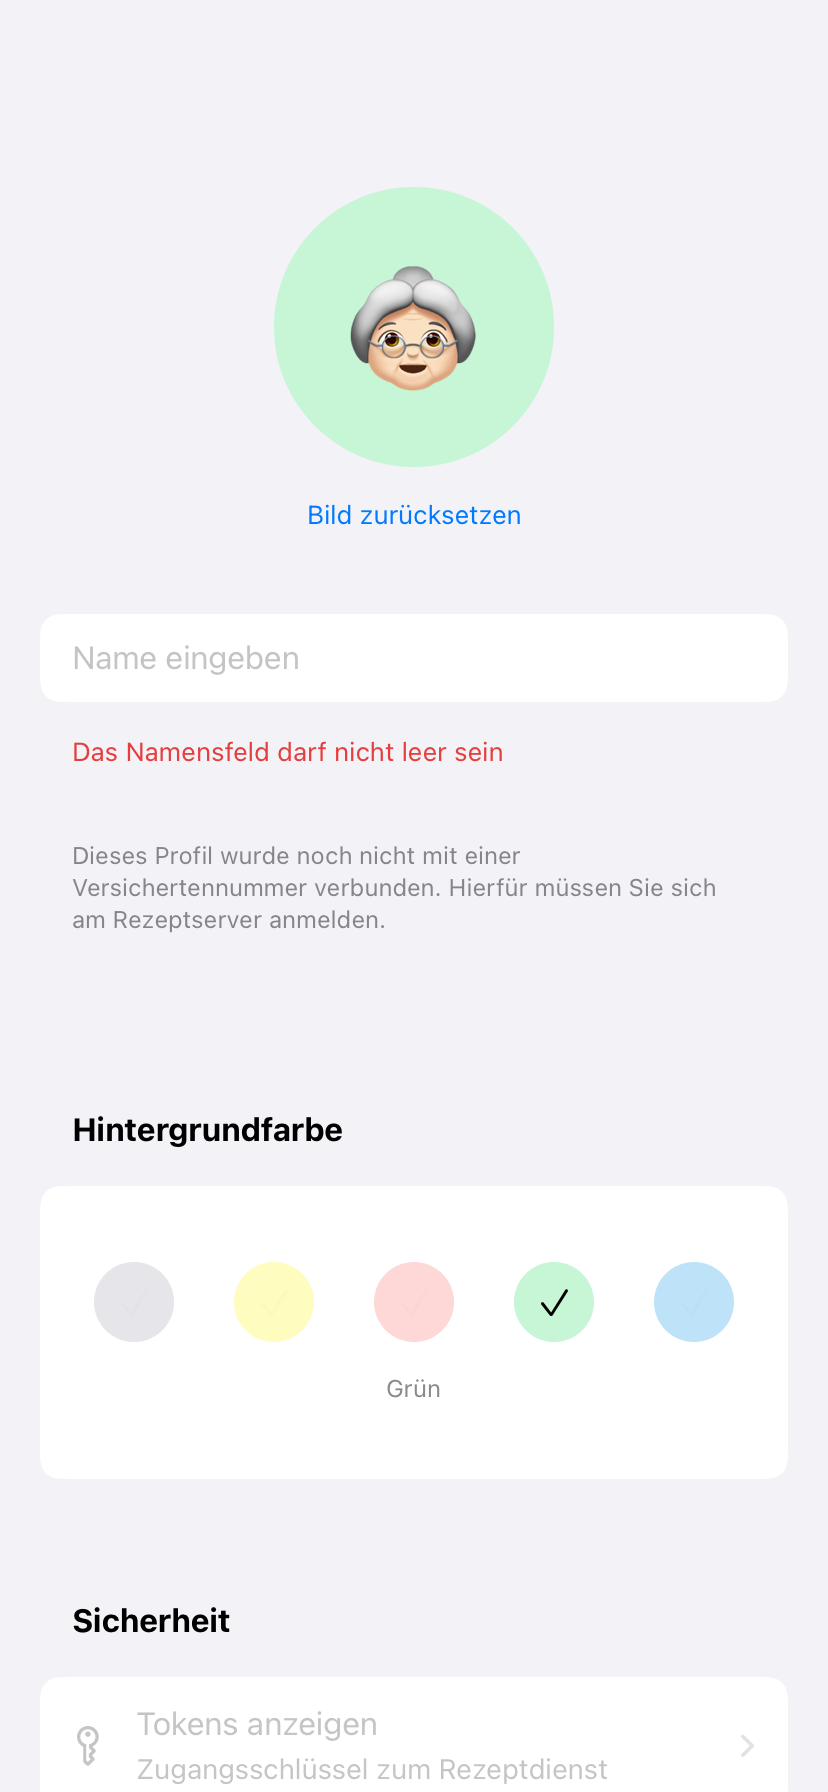 Bild zurücksetzen
Name eingeben
Das Namensfeld darf nicht leer sein
Dieses Profil wurde noch nicht mit einer
Versichertennummer verbunden. Hierfür müssen Sie sich
am Rezeptserver anmelden.
Hintergrundfarbe
Grün
Sicherheit
Tokens anzeigen
Zugangsschlüssel zum Rezeptdienst